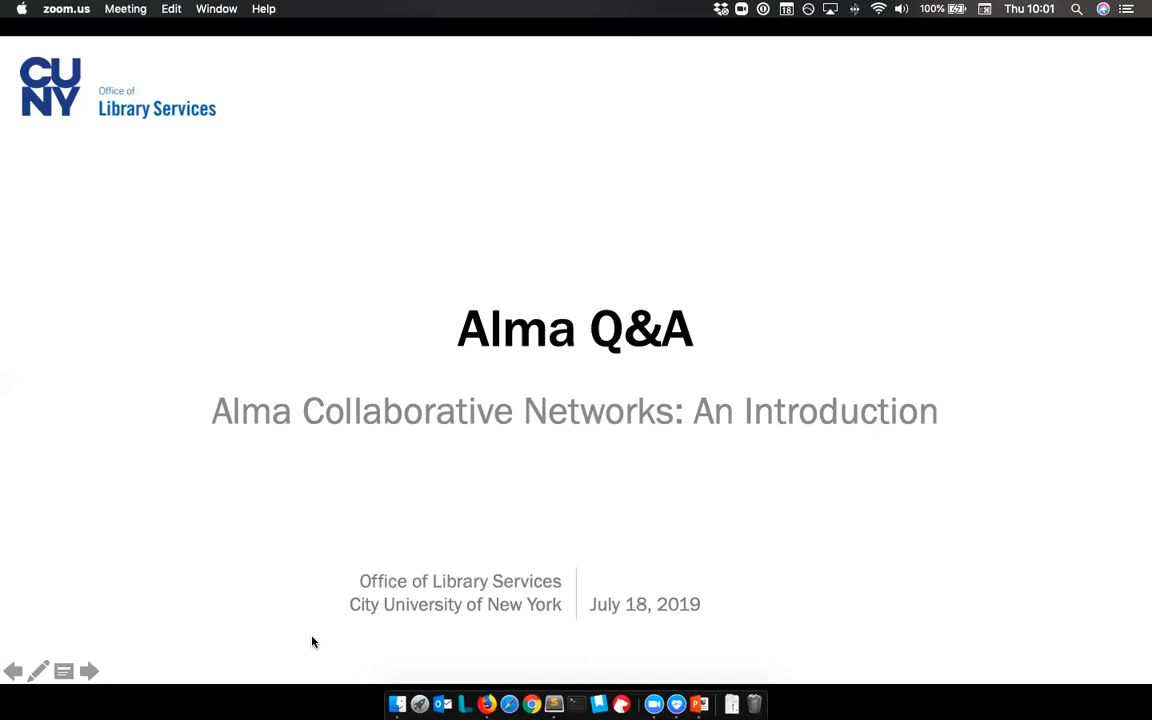 zoom.us Meeting Edit Window Help 18 100% Thu 10:01
CU
NY
Office of
Library Services
Alma Q&A
Alma Collaborative Networks: An Introduction
Office of Library Services
City University of New York
July 18, 2019